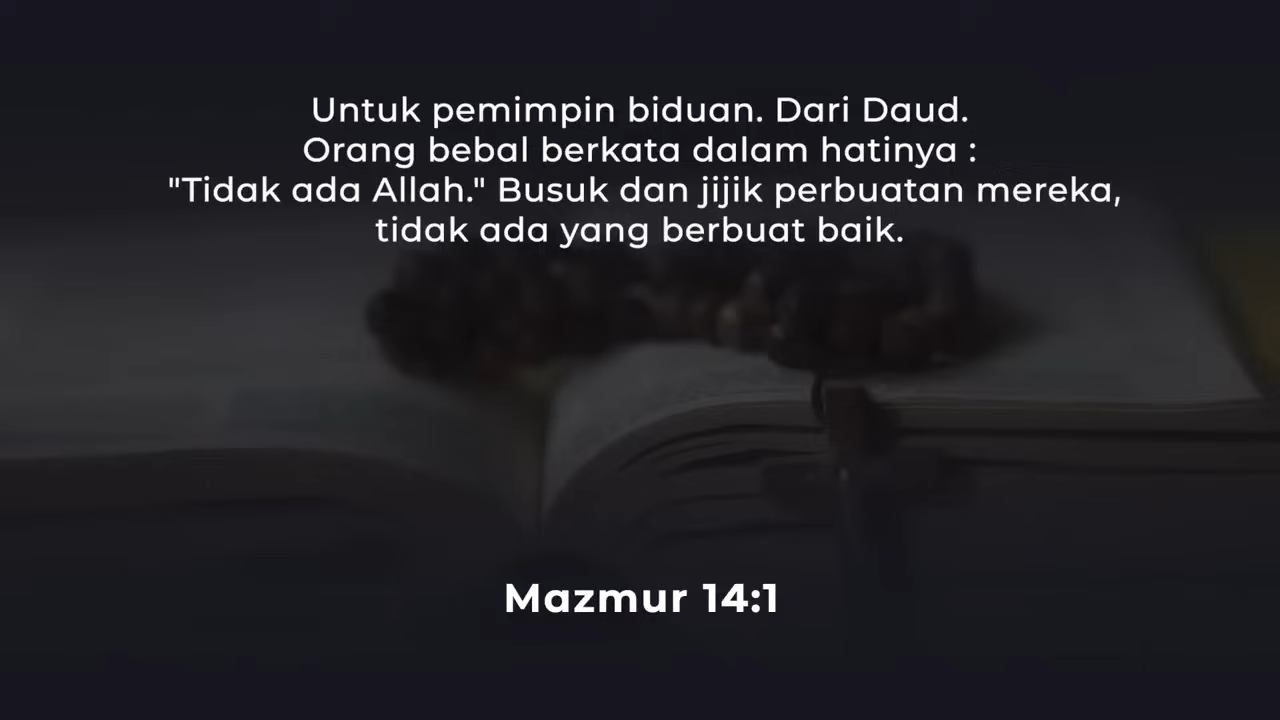 Untuk pemimpin biduan. Dari Daud.
Orang bebal berkata dalam hatinya :
"Tidak ada Allah." Busuk dan jijik perbuatan mereka,
tidak ada yang berbuat baik.
Mazmur 14:1